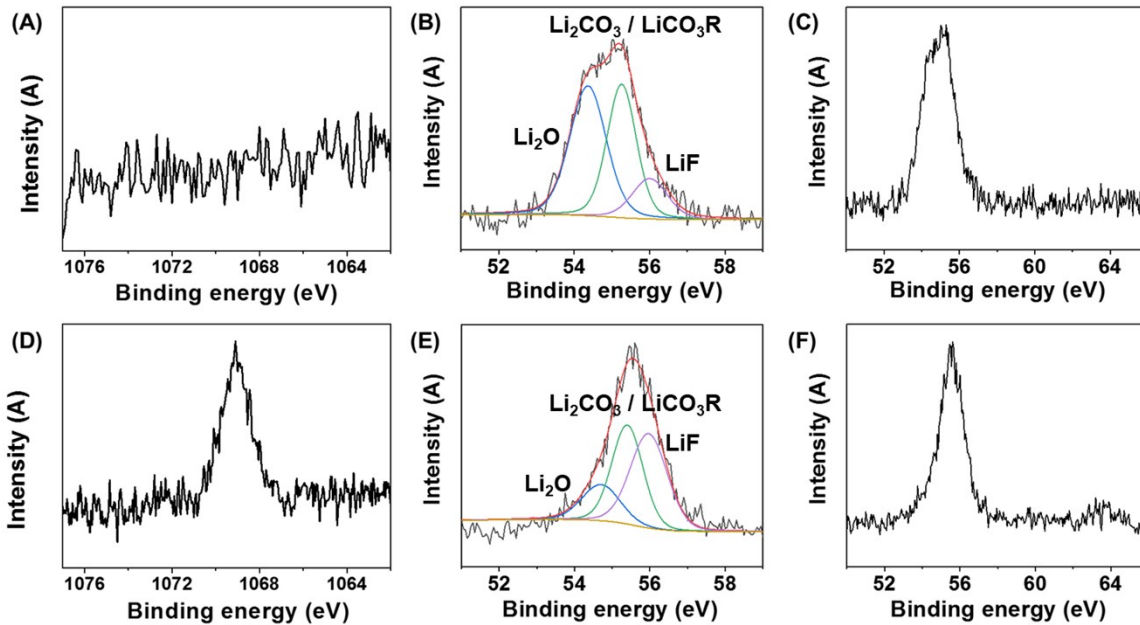 (A)
Intensity (A)
1076 1072 1068 1064
Binding energy (eV)
(B)
Li₂CO₃ / LiCO₃R
Li₂O
LiF
Intensity (A)
52 54 56 58
Binding energy (eV)
(C)
Intensity (A)
52 56 60 64
Binding energy (eV)
(D)
Intensity (A)
1076 1072 1068 1064
Binding energy (eV)
(E)
Li₂CO₃ / LiCO₃R
LiF
Li₂O
Intensity (A)
52 54 56 58
Binding energy (eV)
(F)
Intensity (A)
52 56 60 64
Binding energy (eV)